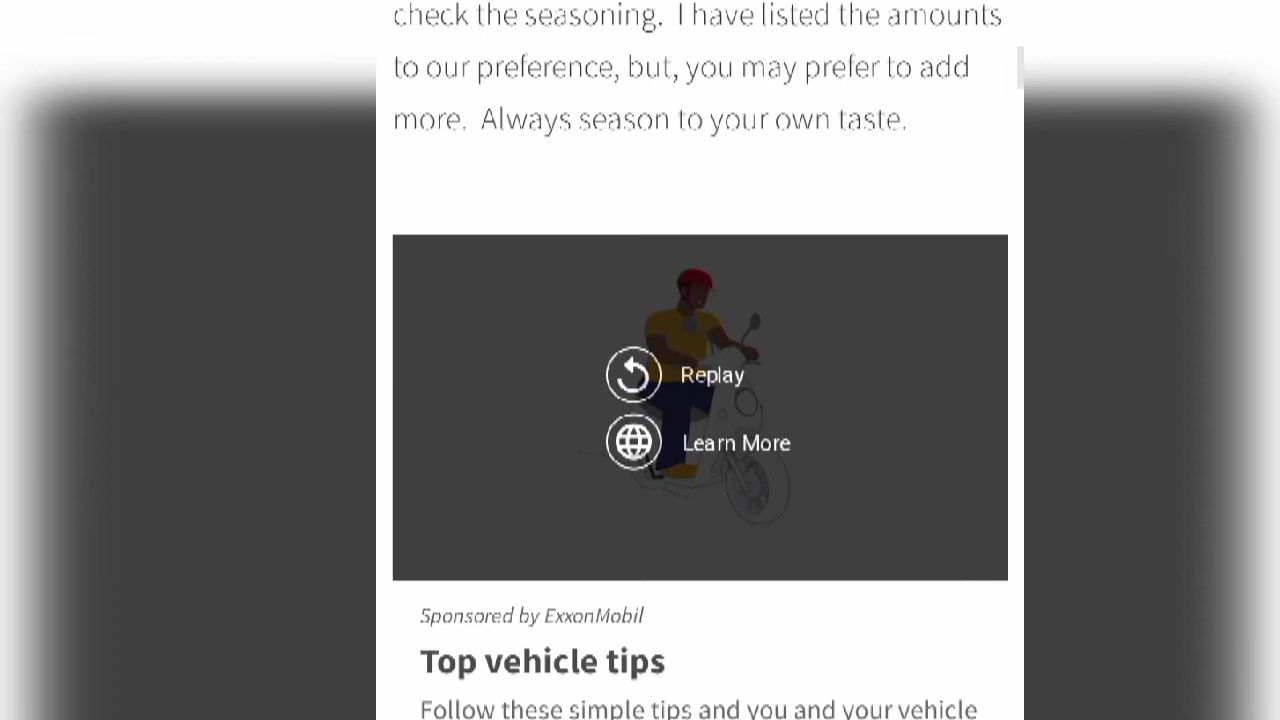 check the seasoning. I have listed the amounts
to our preference, but, you may prefer to add
more. Always season to your own taste.
Replay
Learn More
Sponsored by ExxonMobil
Top vehicle tips
Follow these simple tips and you and your vehicle